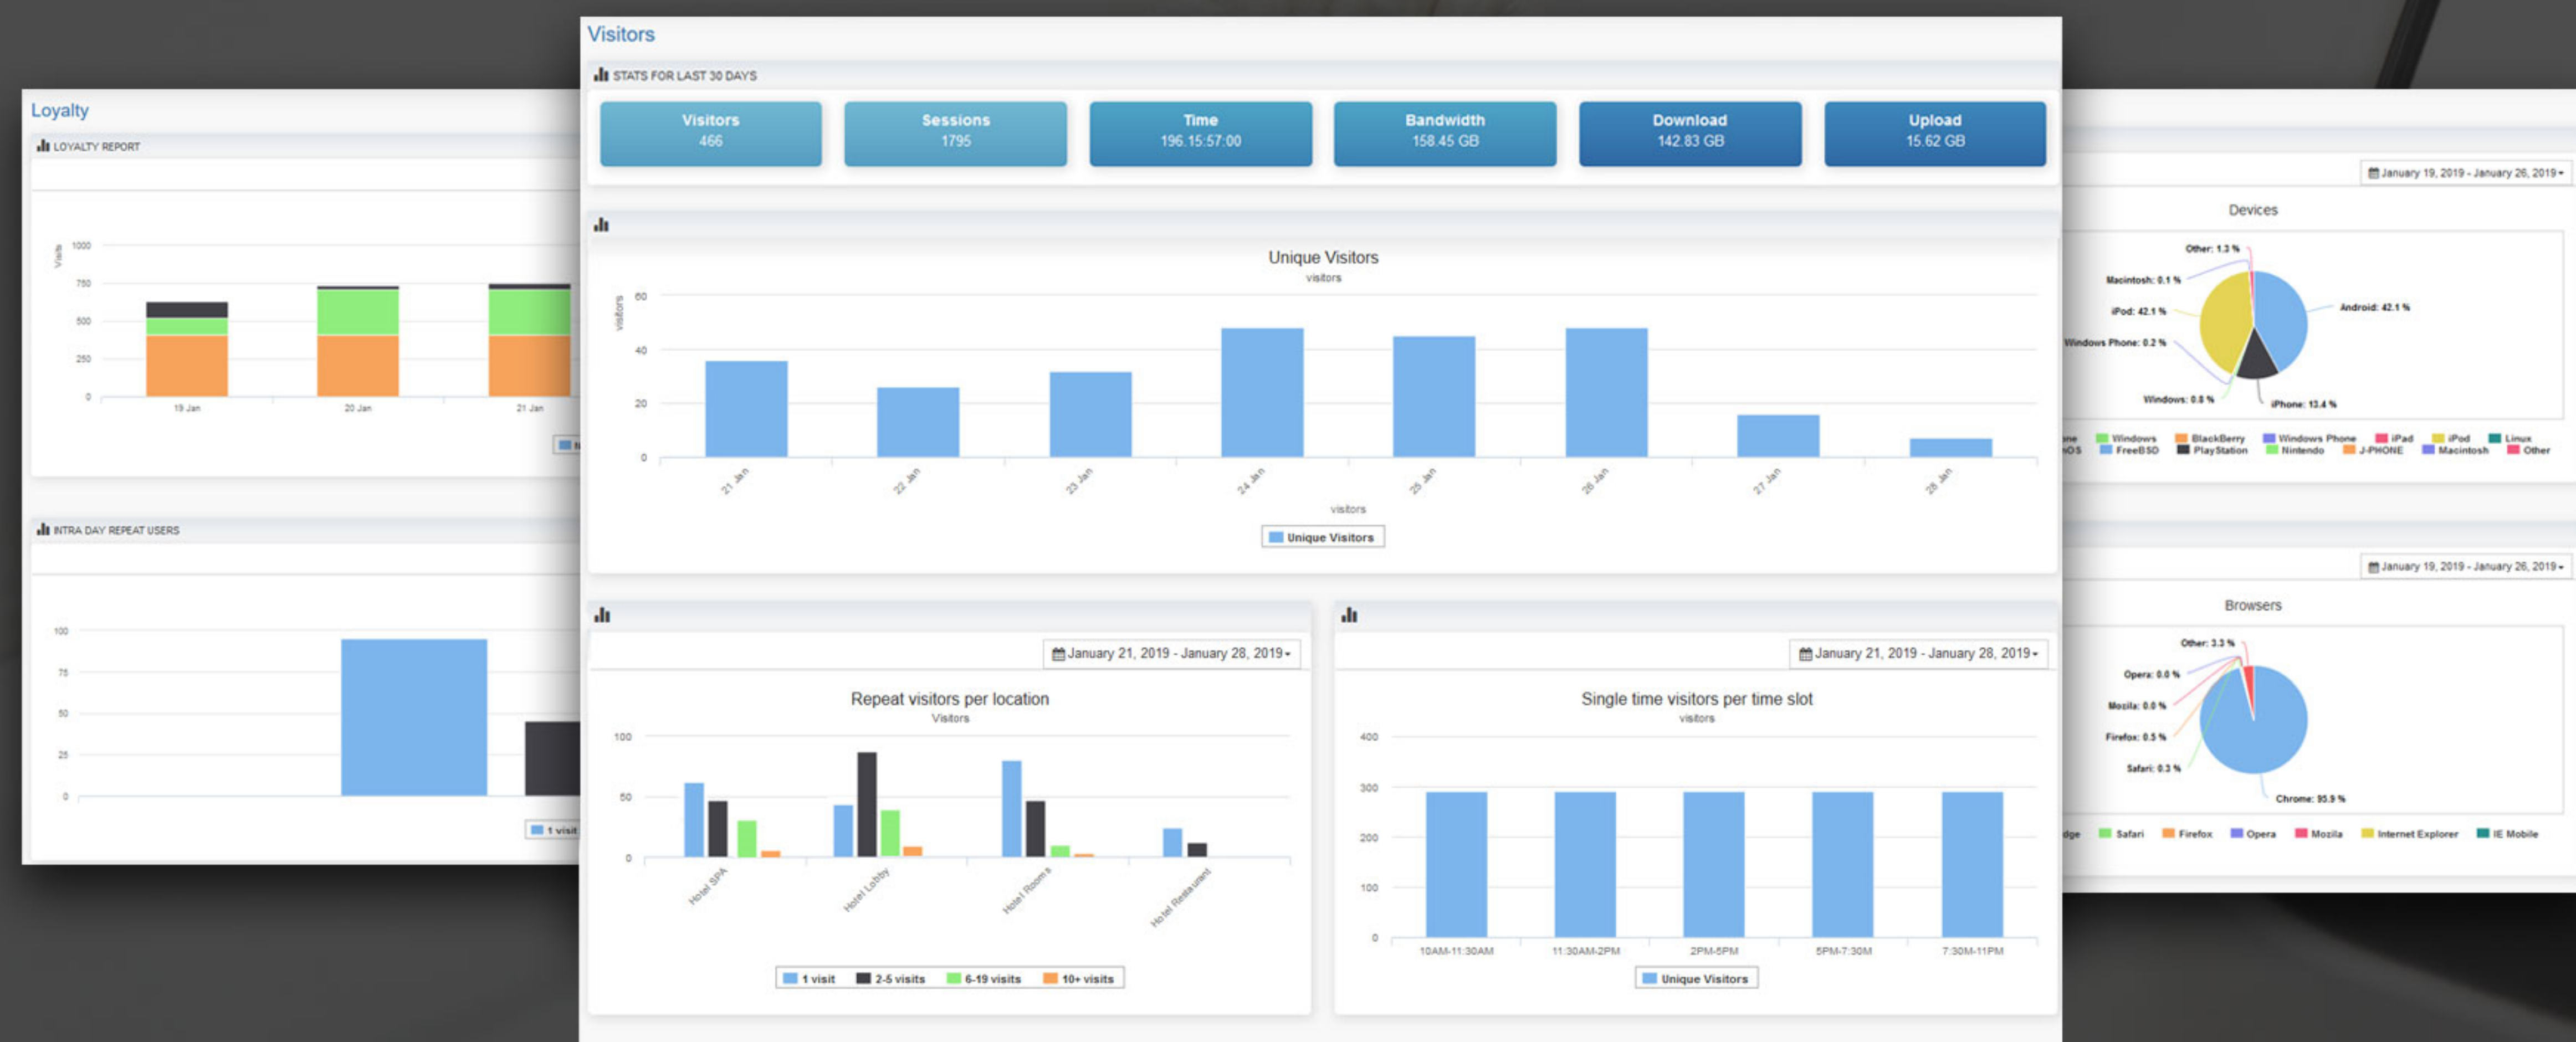 Loyalty
LOYALTY REPORT
Visits
1000
750
500
250
0
19 Jan
20 Jan
21 Jan
INTRA DAY REPEAT USERS
100
75
50
25
0
1 visit
Visitors
STATS FOR LAST 30 DAYS
Visitors
466
Sessions
1795
Time
196.15:57:00
Bandwidth
158.45 GB
Download
142.83 GB
Upload
15.62 GB
Unique Visitors
visitors
visitors
60
40
20
0
21 Jan
22 Jan
23 Jan
24 Jan
25 Jan
26 Jan
27 Jan
28 Jan
visitors
Unique Visitors
January 21, 2019 - January 28, 2019
Repeat visitors per location
Visitors
100
50
0
Hotel SPA
Hotel Lobby
Hotel Rooms
Hotel Restaurant
1 visit 2-5 visits 6-19 visits 10+ visits
January 21, 2019 - January 28, 2019
Single time visitors per time slot
visitors
400
300
200
100
0
10AM-11:30AM
11:30AM-2PM
2PM-5PM
5PM-7:30M
7:30M-11PM
Unique Visitors
January 19, 2019 - January 26, 2019
Devices
Other: 1.3 %
Macintosh: 0.1 %
iPod: 42.1 %
Windows Phone: 0.2 %
Windows: 0.8 %
iPhone: 13.4 %
Android: 42.1 %
Windows BlackBerry Windows Phone iPad iPod Linux
FreeBSD PlayStation Nintendo J-PHONE Macintosh Other
January 19, 2019 - January 26, 2019
Browsers
Other: 3.3 %
Opera: 0.0 %
Mozila: 0.0 %
Firefox: 0.5 %
Safari: 0.3 %
Chrome: 95.9 %
Safari Firefox Opera Mozila Internet Explorer IE Mobile